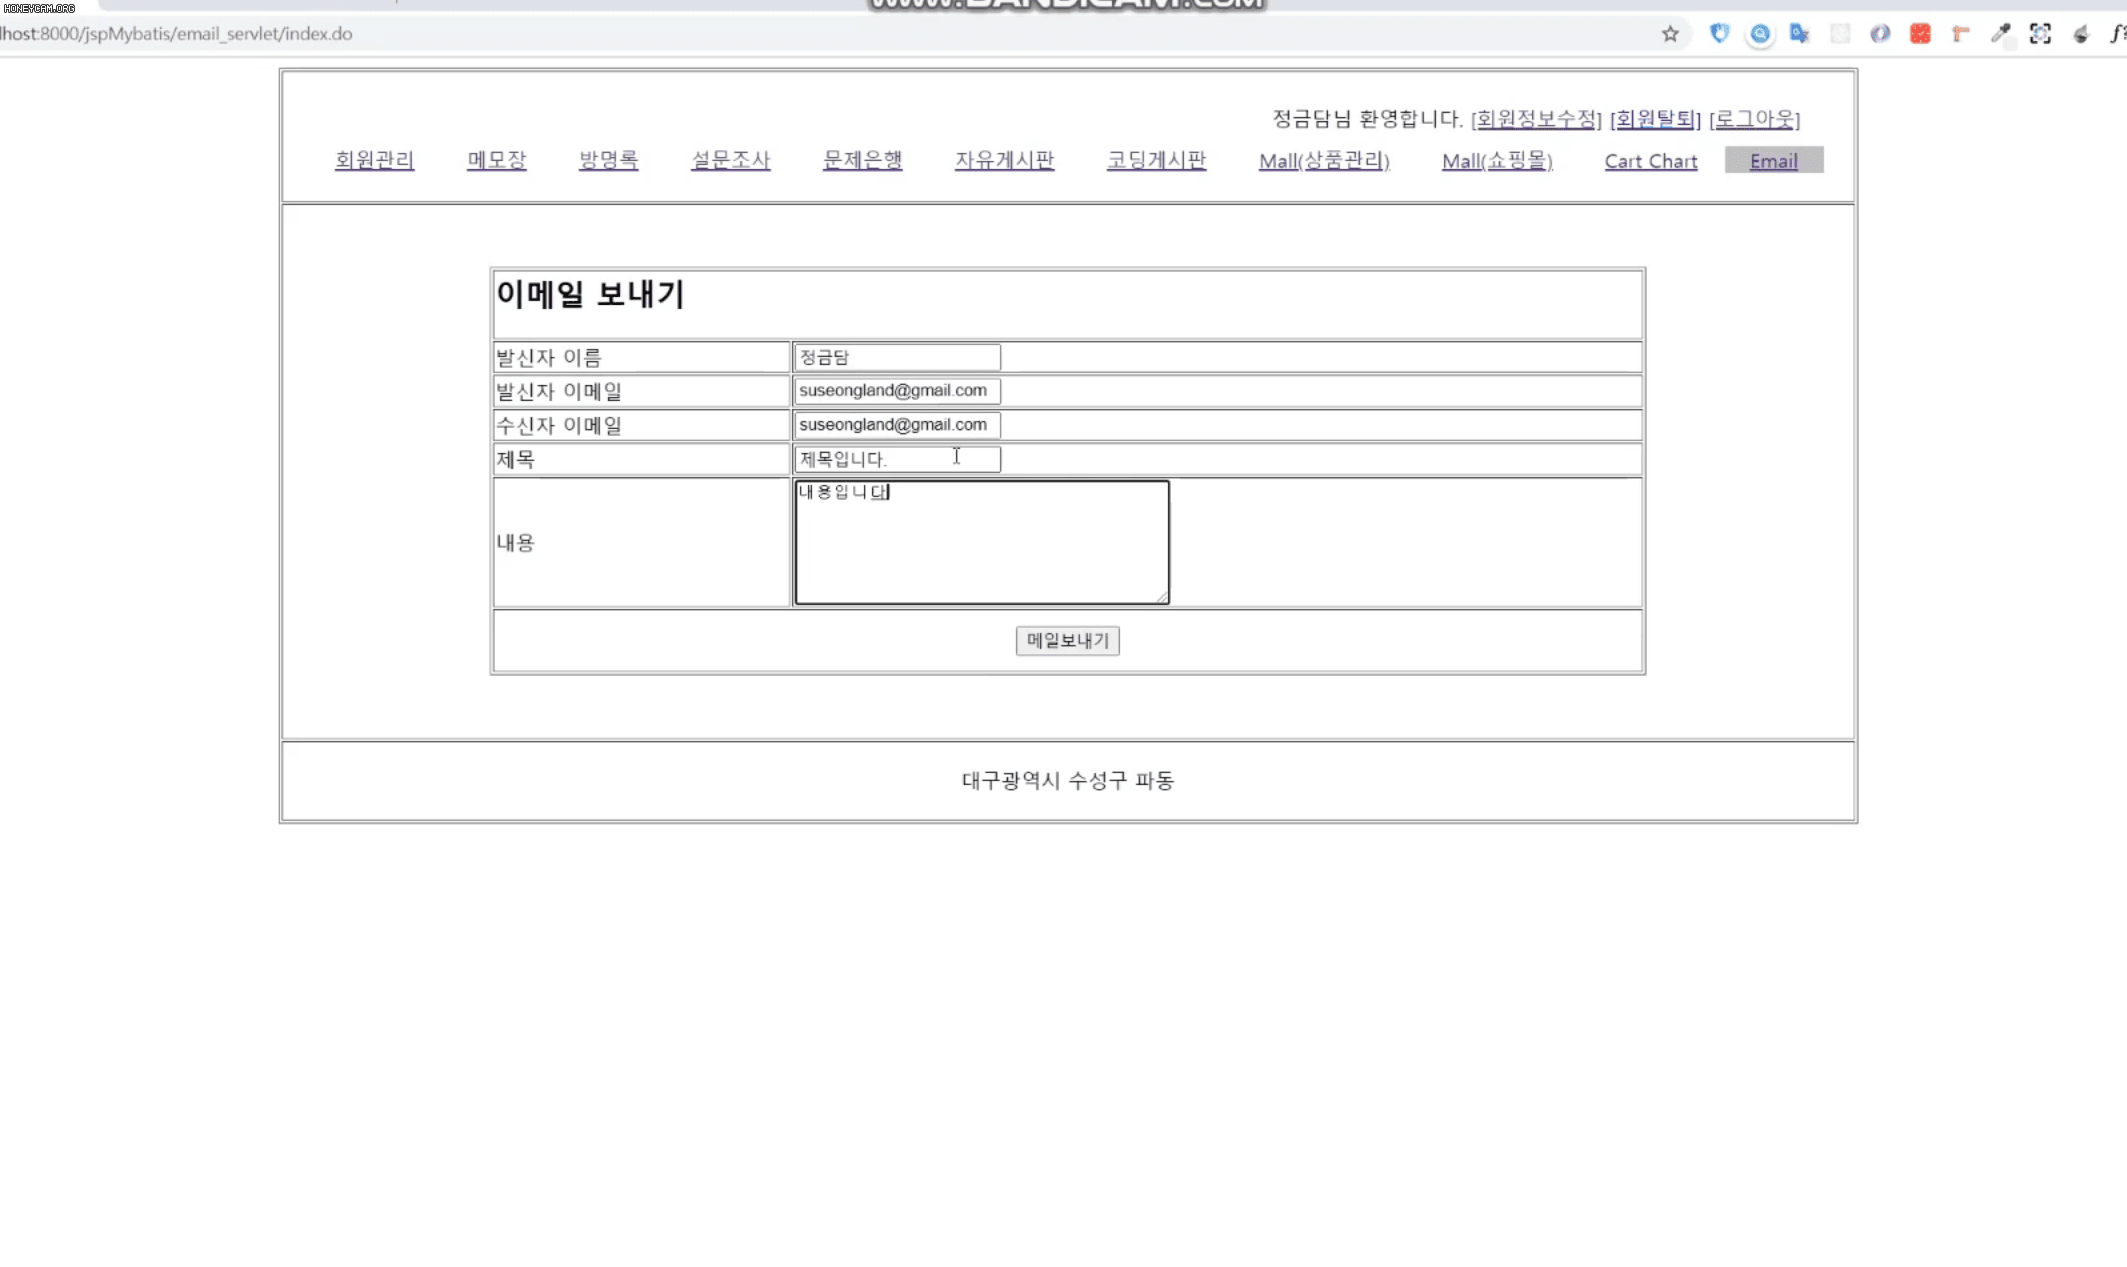 HONEYCAM.ORG
www.BANDICAM.com
lhost:8000/jspMybatis/email_servlet/index.do
정금담님 환영합니다. [회원정보수정] [회원탈퇴] [로그아웃]
회원관리 메모장 방명록 설문조사 문제은행 자유게시판 코딩게시판 Mall(상품관리) Mall(쇼핑몰) Cart Chart Email
이메일 보내기
발신자 이름 정금담
발신자 이메일 suseongland@gmail.com
수신자 이메일 suseongland@gmail.com
제목 제목입니다.
내용 내용입니다
메일보내기
대구광역시 수성구 파동